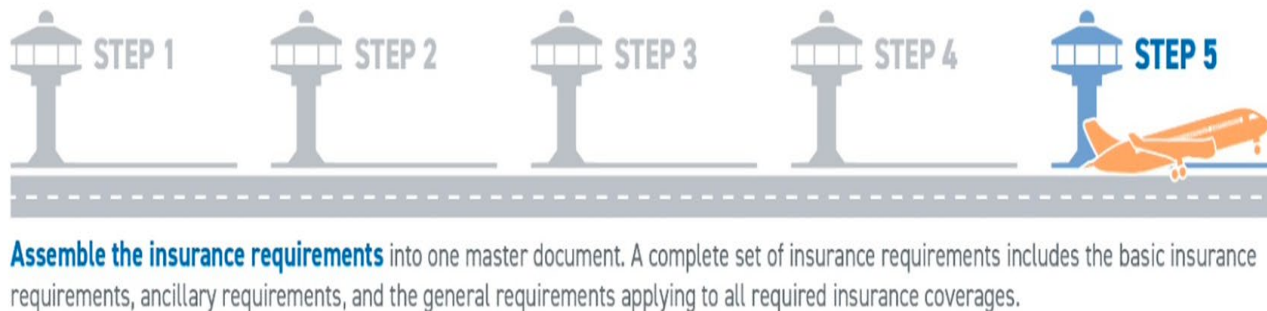 STEP 1 STEP 2 STEP 3 STEP 4 STEP 5
Assemble the insurance requirements into one master document. A complete set of insurance requirements includes the basic insurance
requirements, ancillary requirements, and the general requirements applying to all required insurance coverages.